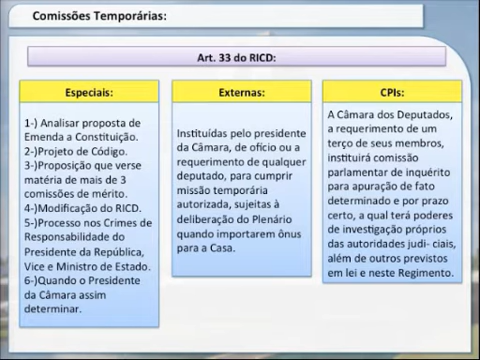 Comissões Temporárias:
Art. 33 do RICD:
Especiais:
1-) Analisar proposta de
Emenda a Constituição.
2-)Projeto de Código.
3-)Proposição que verse
matéria de mais de 3
comissões de mérito.
4-)Modificação do RICD.
5-)Processo nos Crimes de
Responsabilidade do
Presidente da República,
Vice e Ministro de Estado.
6-)Quando o Presidente
da Câmara assim
determinar.
Externas:
Instituídas pelo presidente
da Câmara, de ofício ou a
requerimento de qualquer
deputado, para cumprir
missão temporária
autorizada, sujeitas à
deliberação do Plenário
quando importarem ônus
para a Casa.
CPIs:
A Câmara dos Deputados,
a requerimento de um
terço de seus membros,
instituirá comissão
parlamentar de inquérito
para apuração de fato
determinado e por prazo
certo, a qual terá poderes
de investigação próprios
das autoridades judi- ciais,
além de outros previstos
em lei e neste Regimento.